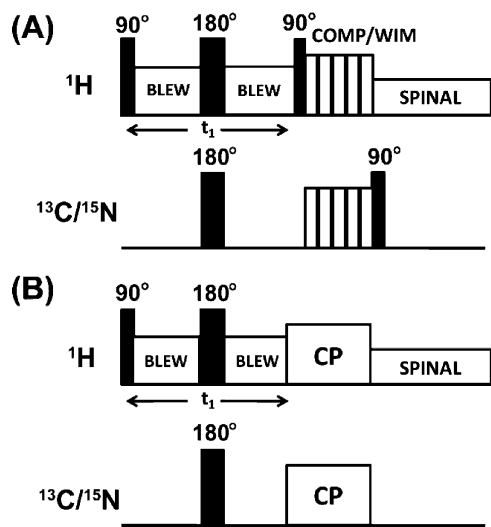 (A)
90° 180° 90° COMP/WIM
¹H BLEW BLEW SPINAL
t₁
180° 90°
¹³C/¹⁵N
(B)
90° 180°
¹H BLEW BLEW CP SPINAL
t₁
180°
¹³C/¹⁵N CP